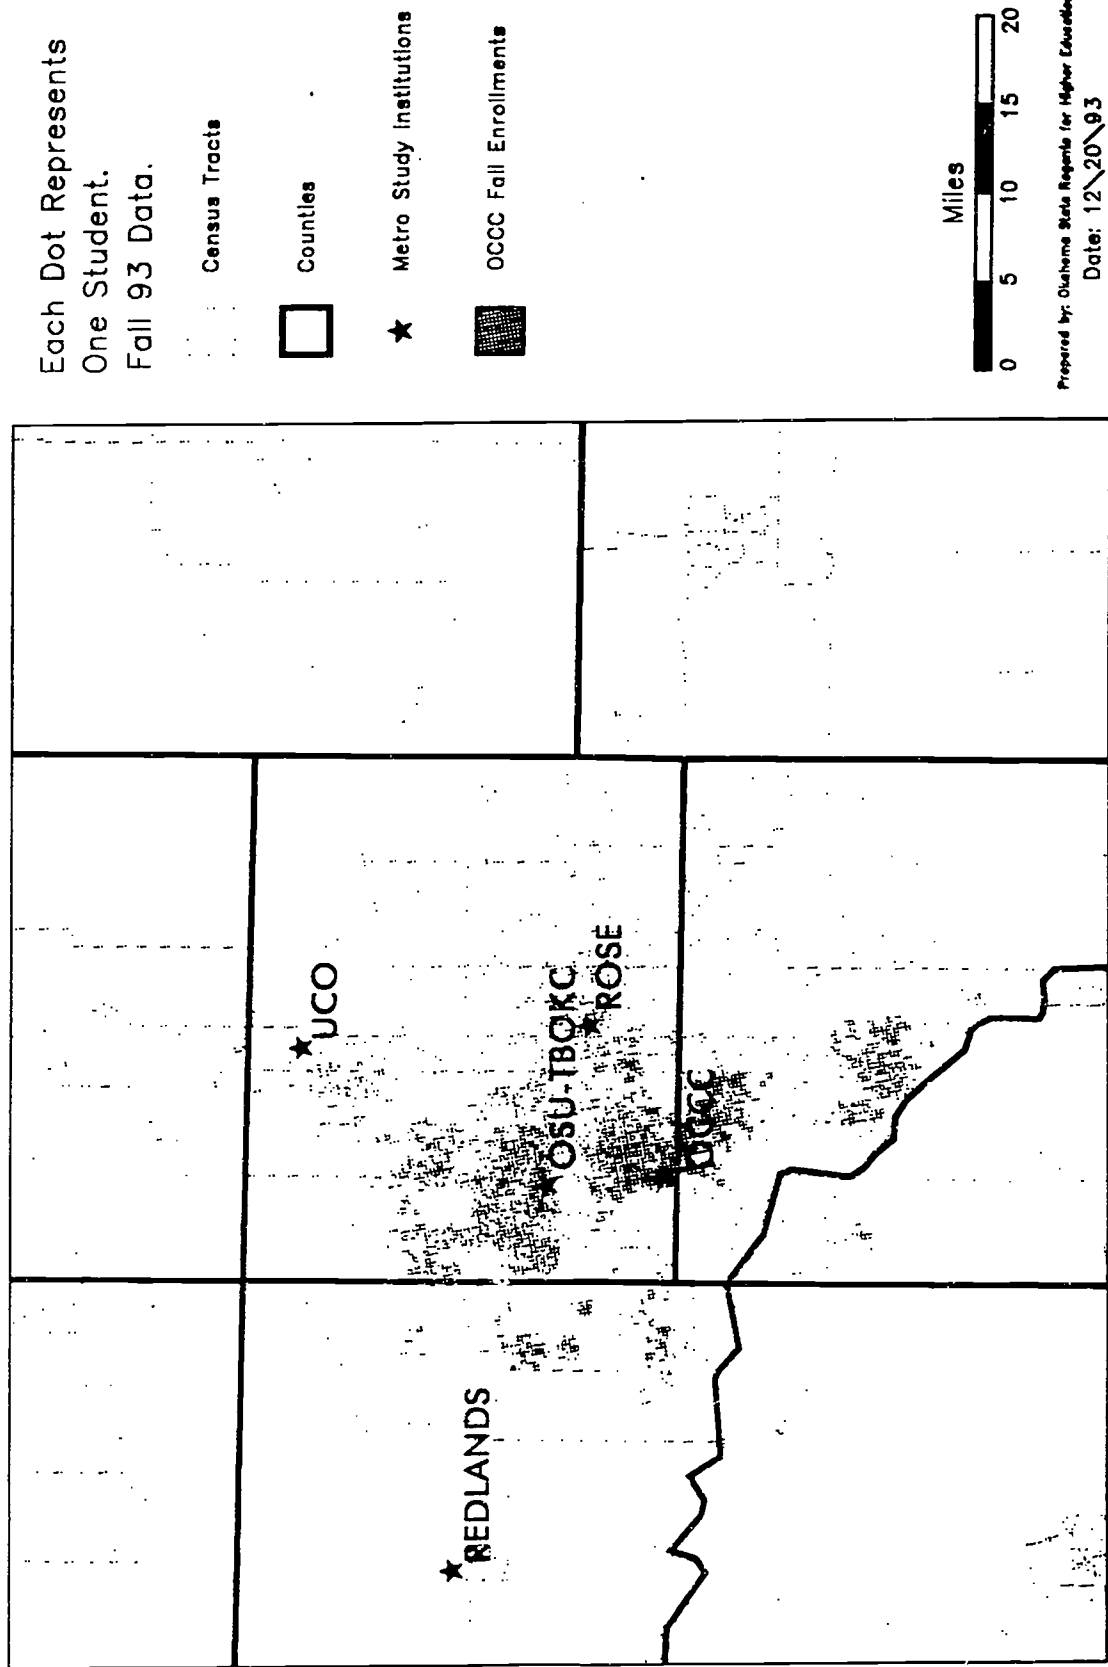 Each Dot Represents
One Student.
Fall 93 Data.
Census Tracts
Counties
Metro Study Institutions
OCCC Fall Enrollments
Miles
0 5 10 15 20
Prepared by: Oklahoma State Regents for Higher Education
Date: 12\20\93
UCO
OSU-TBOKC
ROSE
OCCC
REDLANDS